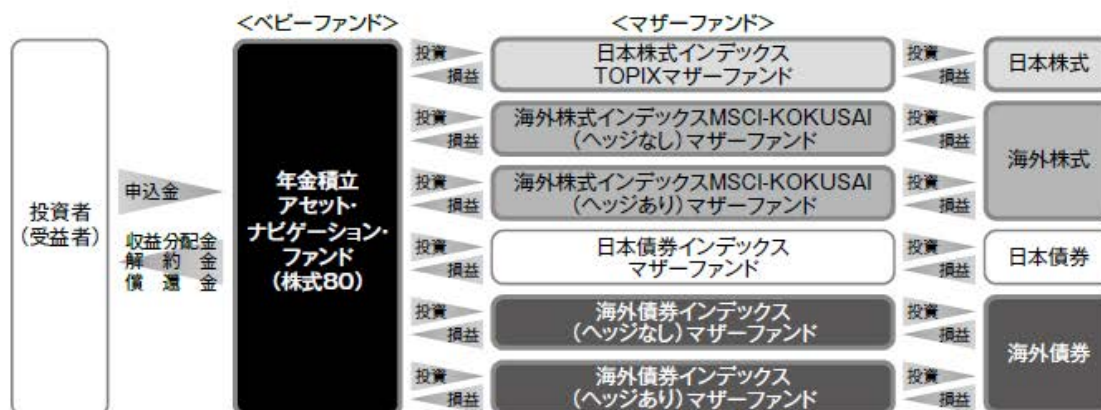 <ベビーファンド>
<マザーファンド>
投資者
(受益者)
申込金
収益分配金
解約金
償還金
年金積立
アセット・
ナビゲーション・
ファンド
(株式80)
投資
損益
日本株式インデックス
TOPIXマザーファンド
投資
損益
日本株式
投資
損益
海外株式インデックスMSCI-KOKUSAI
(ヘッジなし)マザーファンド
投資
損益
海外株式
投資
損益
海外株式インデックスMSCI-KOKUSAI
(ヘッジあり)マザーファンド
投資
損益
投資
損益
日本債券インデックス
マザーファンド
投資
損益
日本債券
投資
損益
海外債券インデックス
(ヘッジなし)マザーファンド
投資
損益
海外債券
投資
損益
海外債券インデックス
(ヘッジあり)マザーファンド
投資
損益